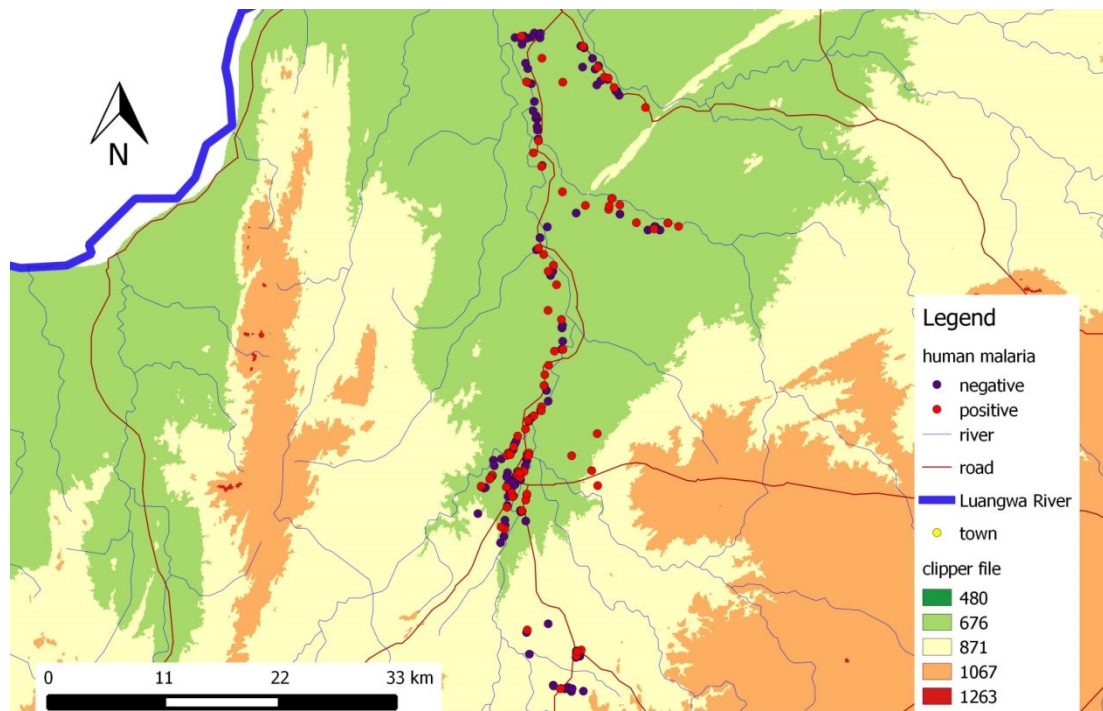 N
Legend
human malaria
negative
positive
river
road
Luangwa River
town
clipper file
480
676
871
1067
1263
0 11 22 33 km